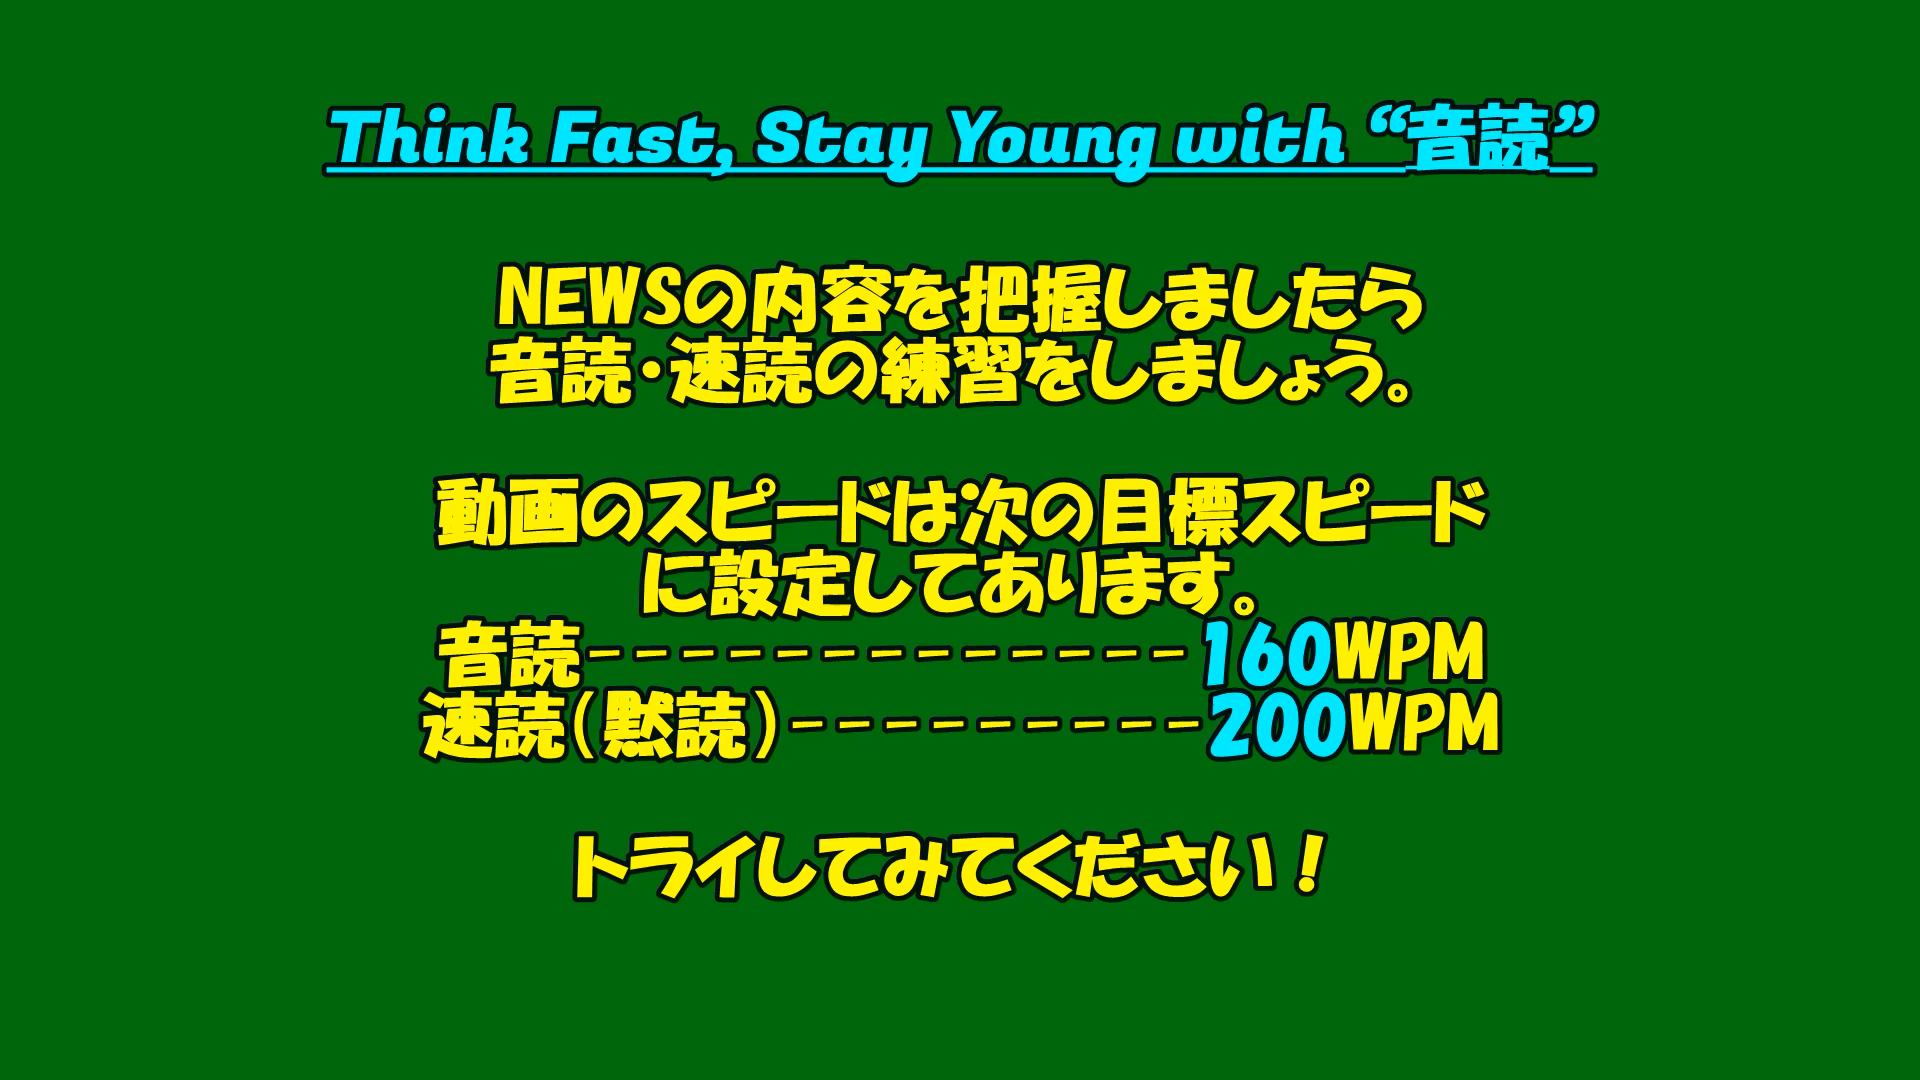 Think Fast, Stay Young with “音読”
NEWSの内容を把握しましたら
音読・速読の練習をしましょう。
動画のスピードは次の目標スピード
に設定してあります。
音読-------------160WPM
速読(黙読)---------200WPM
トライしてみてください！